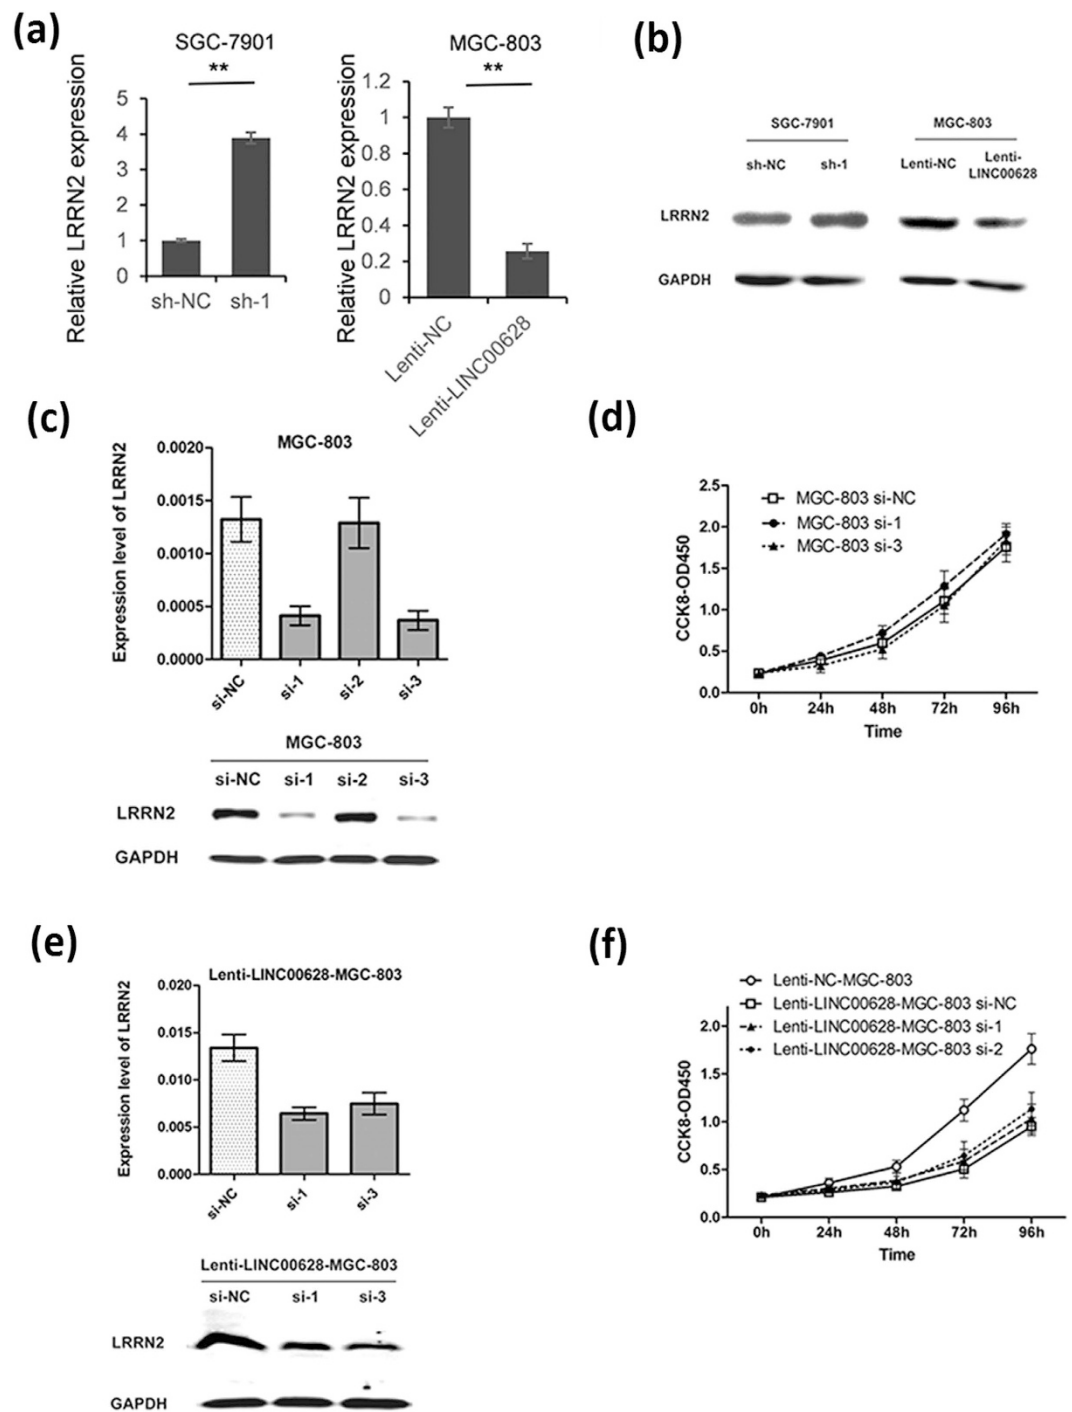 (a)
SGC-7901
**
Relative LRRN2 expression
5
4
3
2
1
0
sh-NC sh-1
MGC-803
**
Relative LRRN2 expression
1.2
1
0.8
0.6
0.4
0.2
0
Lenti-NC
Lenti-LINC00628
(b)
SGC-7901 MGC-803
sh-NC sh-1 Lenti-NC Lenti-
LINC00628
LRRN2
GAPDH
(c)
MGC-803
Expression level of LRRN2
0.0020
0.0015
0.0010
0.0005
0.0000
si-NC si-1 si-2 si-3
MGC-803
si-NC si-1 si-2 si-3
LRRN2
GAPDH
(d)
MGC-803 si-NC
MGC-803 si-1
MGC-803 si-3
CCK8-OD450
2.5
2.0
1.5
1.0
0.5
0.0
0h 24h 48h 72h 96h
Time
(e)
Lenti-LINC00628-MGC-803
Expression level of LRRN2
0.020
0.015
0.010
0.005
0.000
si-NC si-1 si-3
Lenti-LINC00628-MGC-803
si-NC si-1 si-3
LRRN2
GAPDH
(f)
Lenti-NC-MGC-803
Lenti-LINC00628-MGC-803 si-NC
Lenti-LINC00628-MGC-803 si-1
Lenti-LINC00628-MGC-803 si-2
CCK8-OD450
2.0
1.5
1.0
0.5
0.0
0h 24h 48h 72h 96h
Time